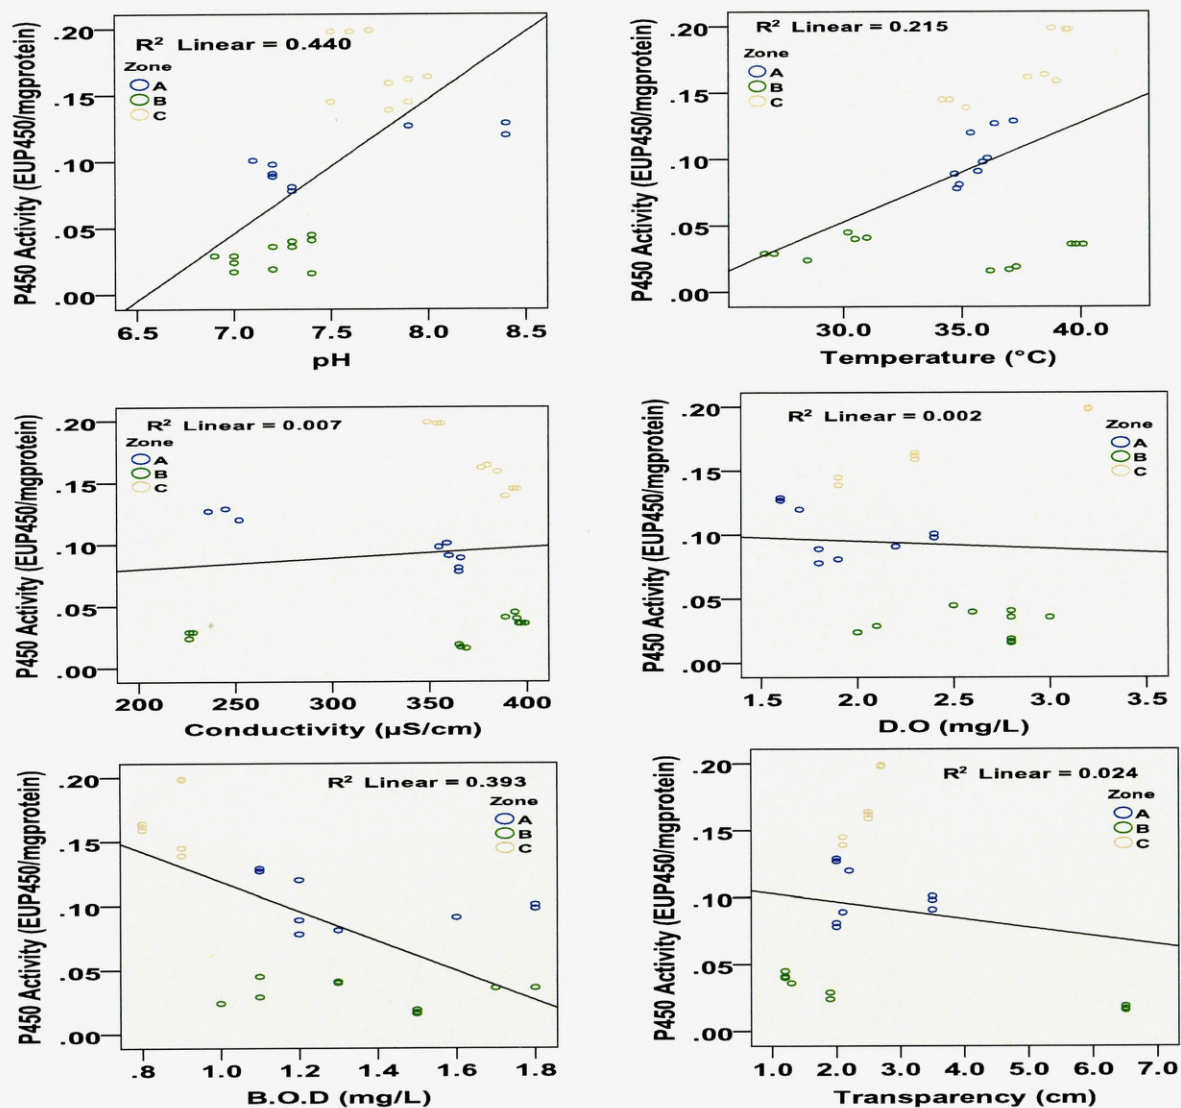 P450 Activity (EUP450/mgprotein)
.20
.15
.10
.05
.00
R² Linear = 0.440
Zone
A
B
C
6.5 7.0 7.5 8.0 8.5
pH
P450 Activity (EUP450/mgprotein)
.20
.15
.10
.05
.00
R² Linear = 0.215
Zone
A
B
C
30.0 35.0 40.0
Temperature (°C)
P450 Activity (EUP450/mgprotein)
.20
.15
.10
.05
.00
R² Linear = 0.007
Zone
A
B
C
200 250 300 350 400
Conductivity (µS/cm)
P450 Activity (EUP450/mgprotein)
.20
.15
.10
.05
.00
R² Linear = 0.002
Zone
A
B
C
1.5 2.0 2.5 3.0 3.5
D.O (mg/L)
P450 Activity (EUP450/mgprotein)
.20
.15
.10
.05
.00
R² Linear = 0.393
Zone
A
B
C
.8 1.0 1.2 1.4 1.6 1.8
B.O.D (mg/L)
P450 Activity (EUP450/mgprotein)
.20
.15
.10
.05
.00
R² Linear = 0.024
Zone
A
B
C
1.0 2.0 3.0 4.0 5.0 6.0 7.0
Transparency (cm)